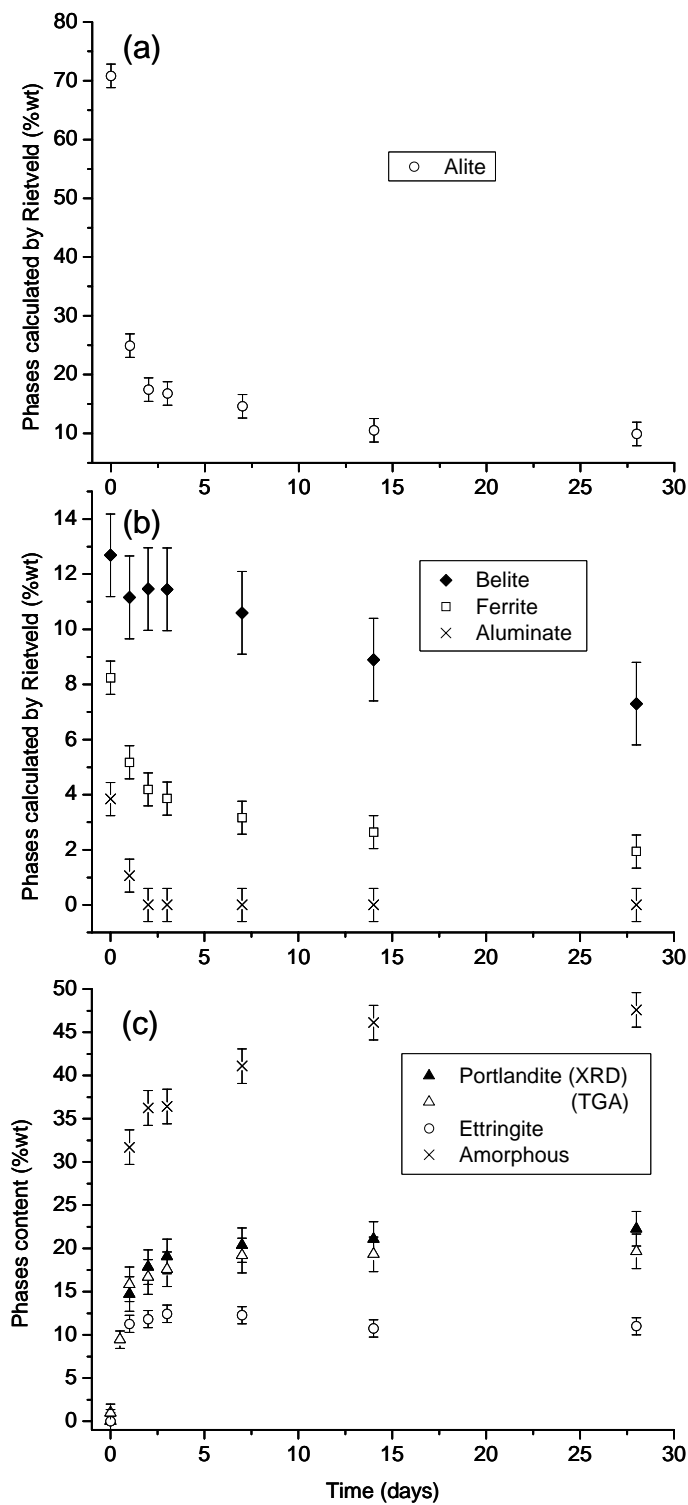 (a)
Phases calculated by Rietveld (%wt)
80
70
60
50
40
30
20
10
Alite
0 5 10 15 20 25 30
(b)
Phases calculated by Rietveld (%wt)
14
12
10
8
6
4
2
0
Belite
Ferrite
Aluminate
0 5 10 15 20 25 30
(c)
Phases content (%wt)
50
45
40
35
30
25
20
15
10
5
0
Portlandite (XRD)
(TGA)
Ettringite
Amorphous
0 5 10 15 20 25 30
Time (days)